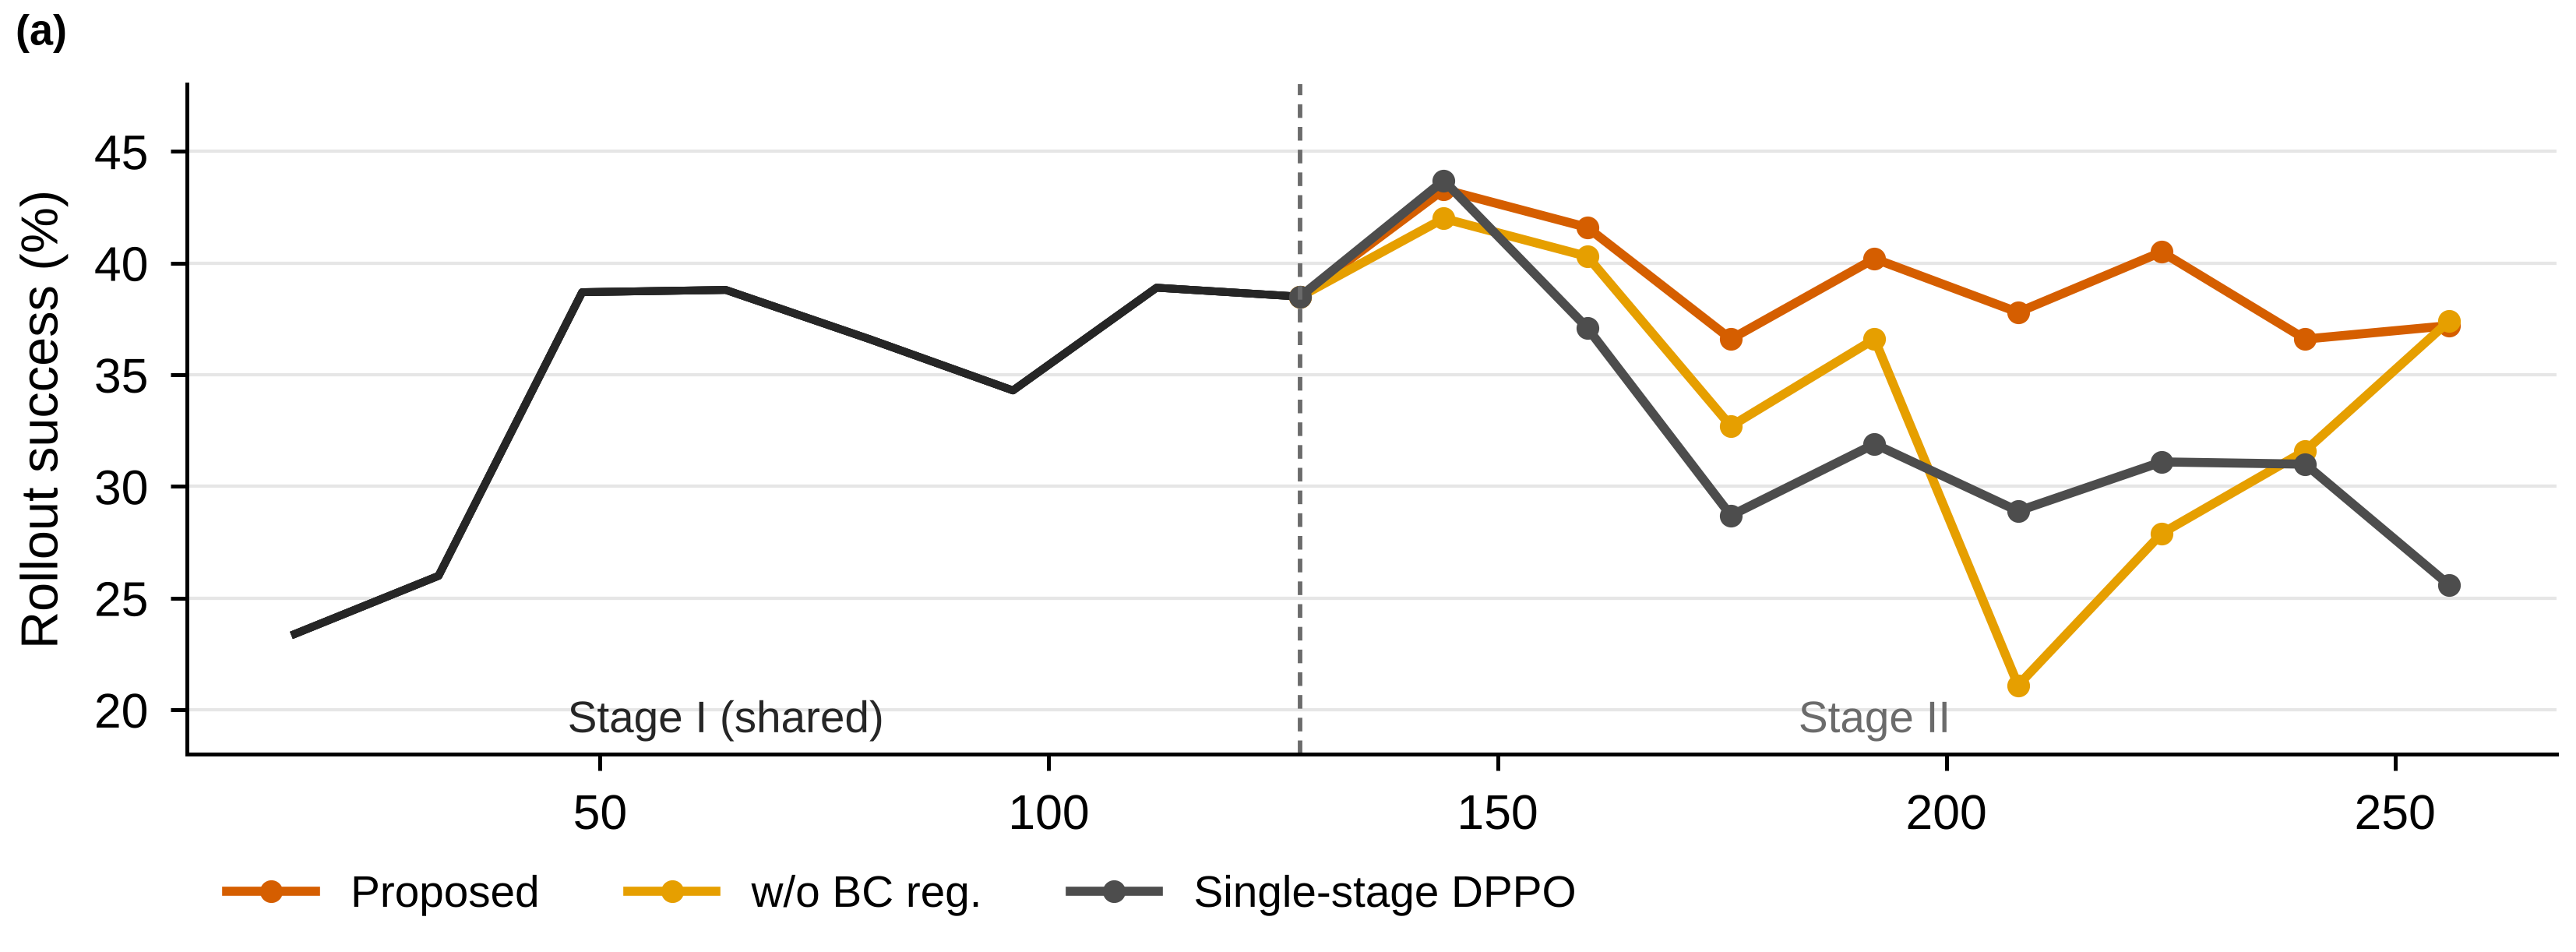 (a)
Rollout success (%)
45
40
35
30
25
20
Stage I (shared)
Stage II
50 100 150 200 250
Proposed w/o BC reg. Single-stage DPPO